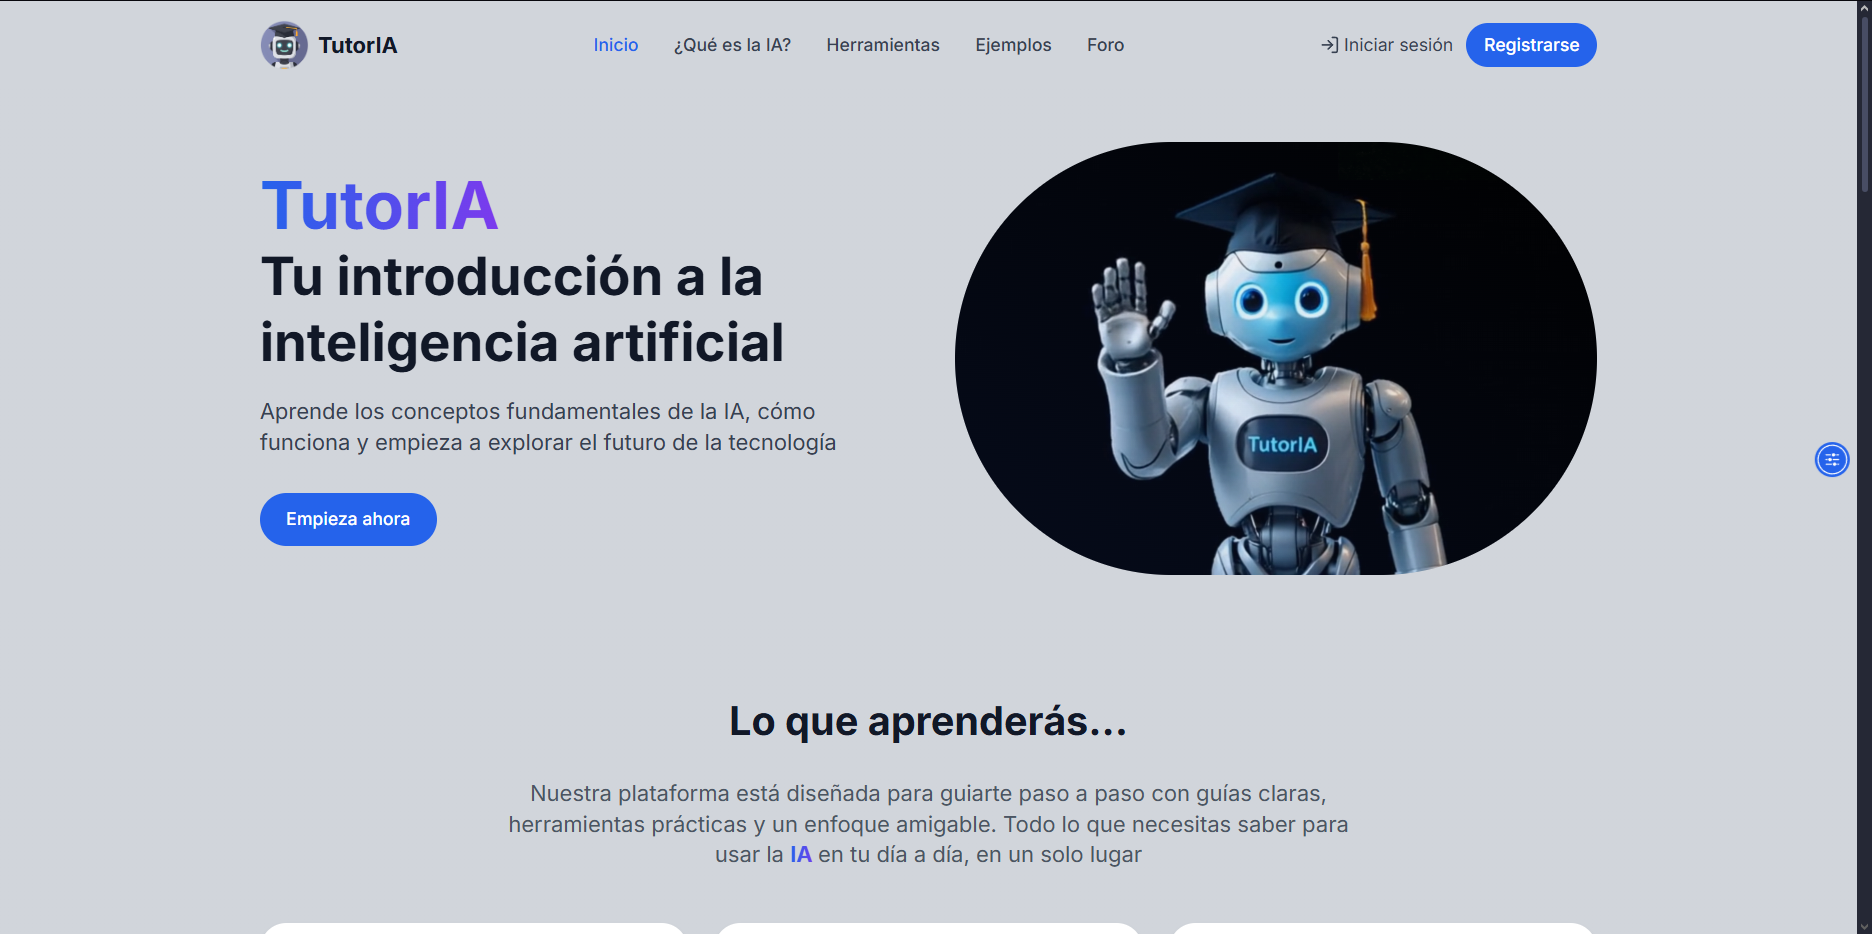 TutorIA
Inicio
¿Qué es la IA?
Herramientas
Ejemplos
Foro
Iniciar sesión
Registrarse
TutorIA
Tu introducción a la
inteligencia artificial
Aprende los conceptos fundamentales de la IA, cómo
funciona y empieza a explorar el futuro de la tecnología
Empieza ahora
TutorIA
Lo que aprenderás...
Nuestra plataforma está diseñada para guiarte paso a paso con guías claras,
herramientas prácticas y un enfoque amigable. Todo lo que necesitas saber para
usar la IA en tu día a día, en un solo lugar